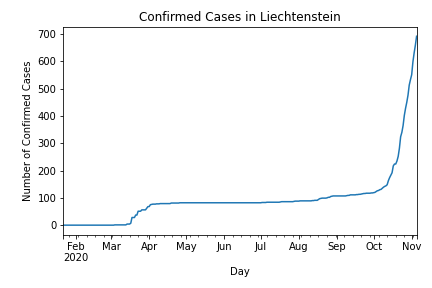 Confirmed Cases in Liechtenstein
Number of Confirmed Cases
700
600
500
400
300
200
100
0
Feb Mar Apr May Jun Jul Aug Sep Oct Nov
2020
Day